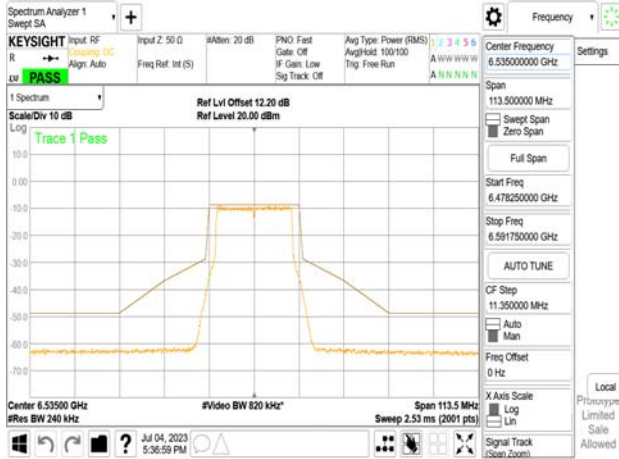 Spectrum Analyzer 1
Swept SA
+
Frequency
KEYSIGHT
R
LU PASS
Input: RF
Coupling: DC
Align: Auto
Input Z: 50 Ω
Freq Ref: Int (S)
#Atten: 20 dB
PNO: Fast
Gate: Off
IF Gain: Low
Sig Track: Off
Avg Type: Power (RMS)
Avg|Hold: 100/100
Trig: Free Run
1 2 3 4 5 6
A W W W W W
A N N N N N
1 Spectrum
Scale/Div 10 dB
Ref Lvl Offset 12.20 dB
Ref Level 20.00 dBm
Log
Trace 1 Pass
10.0
0.00
-10.0
-20.0
-30.0
-40.0
-50.0
-60.0
-70.0
Center 6.53500 GHz
#Res BW 240 kHz
#Video BW 820 kHz*
Span 113.5 MHz
Sweep 2.53 ms (2001 pts)
Jul 04, 2023
5:36:59 PM
Center Frequency
6.535000000 GHz
Settings
Span
113.500000 MHz
Swept Span
Zero Span
Full Span
Start Freq
6.478250000 GHz
Stop Freq
6.591750000 GHz
AUTO TUNE
CF Step
11.350000 MHz
Auto
Man
Freq Offset
0 Hz
X Axis Scale
Log
Lin
Signal Track
(Span Zoom)
Local
Prototype
Limited
Sale
Allowed